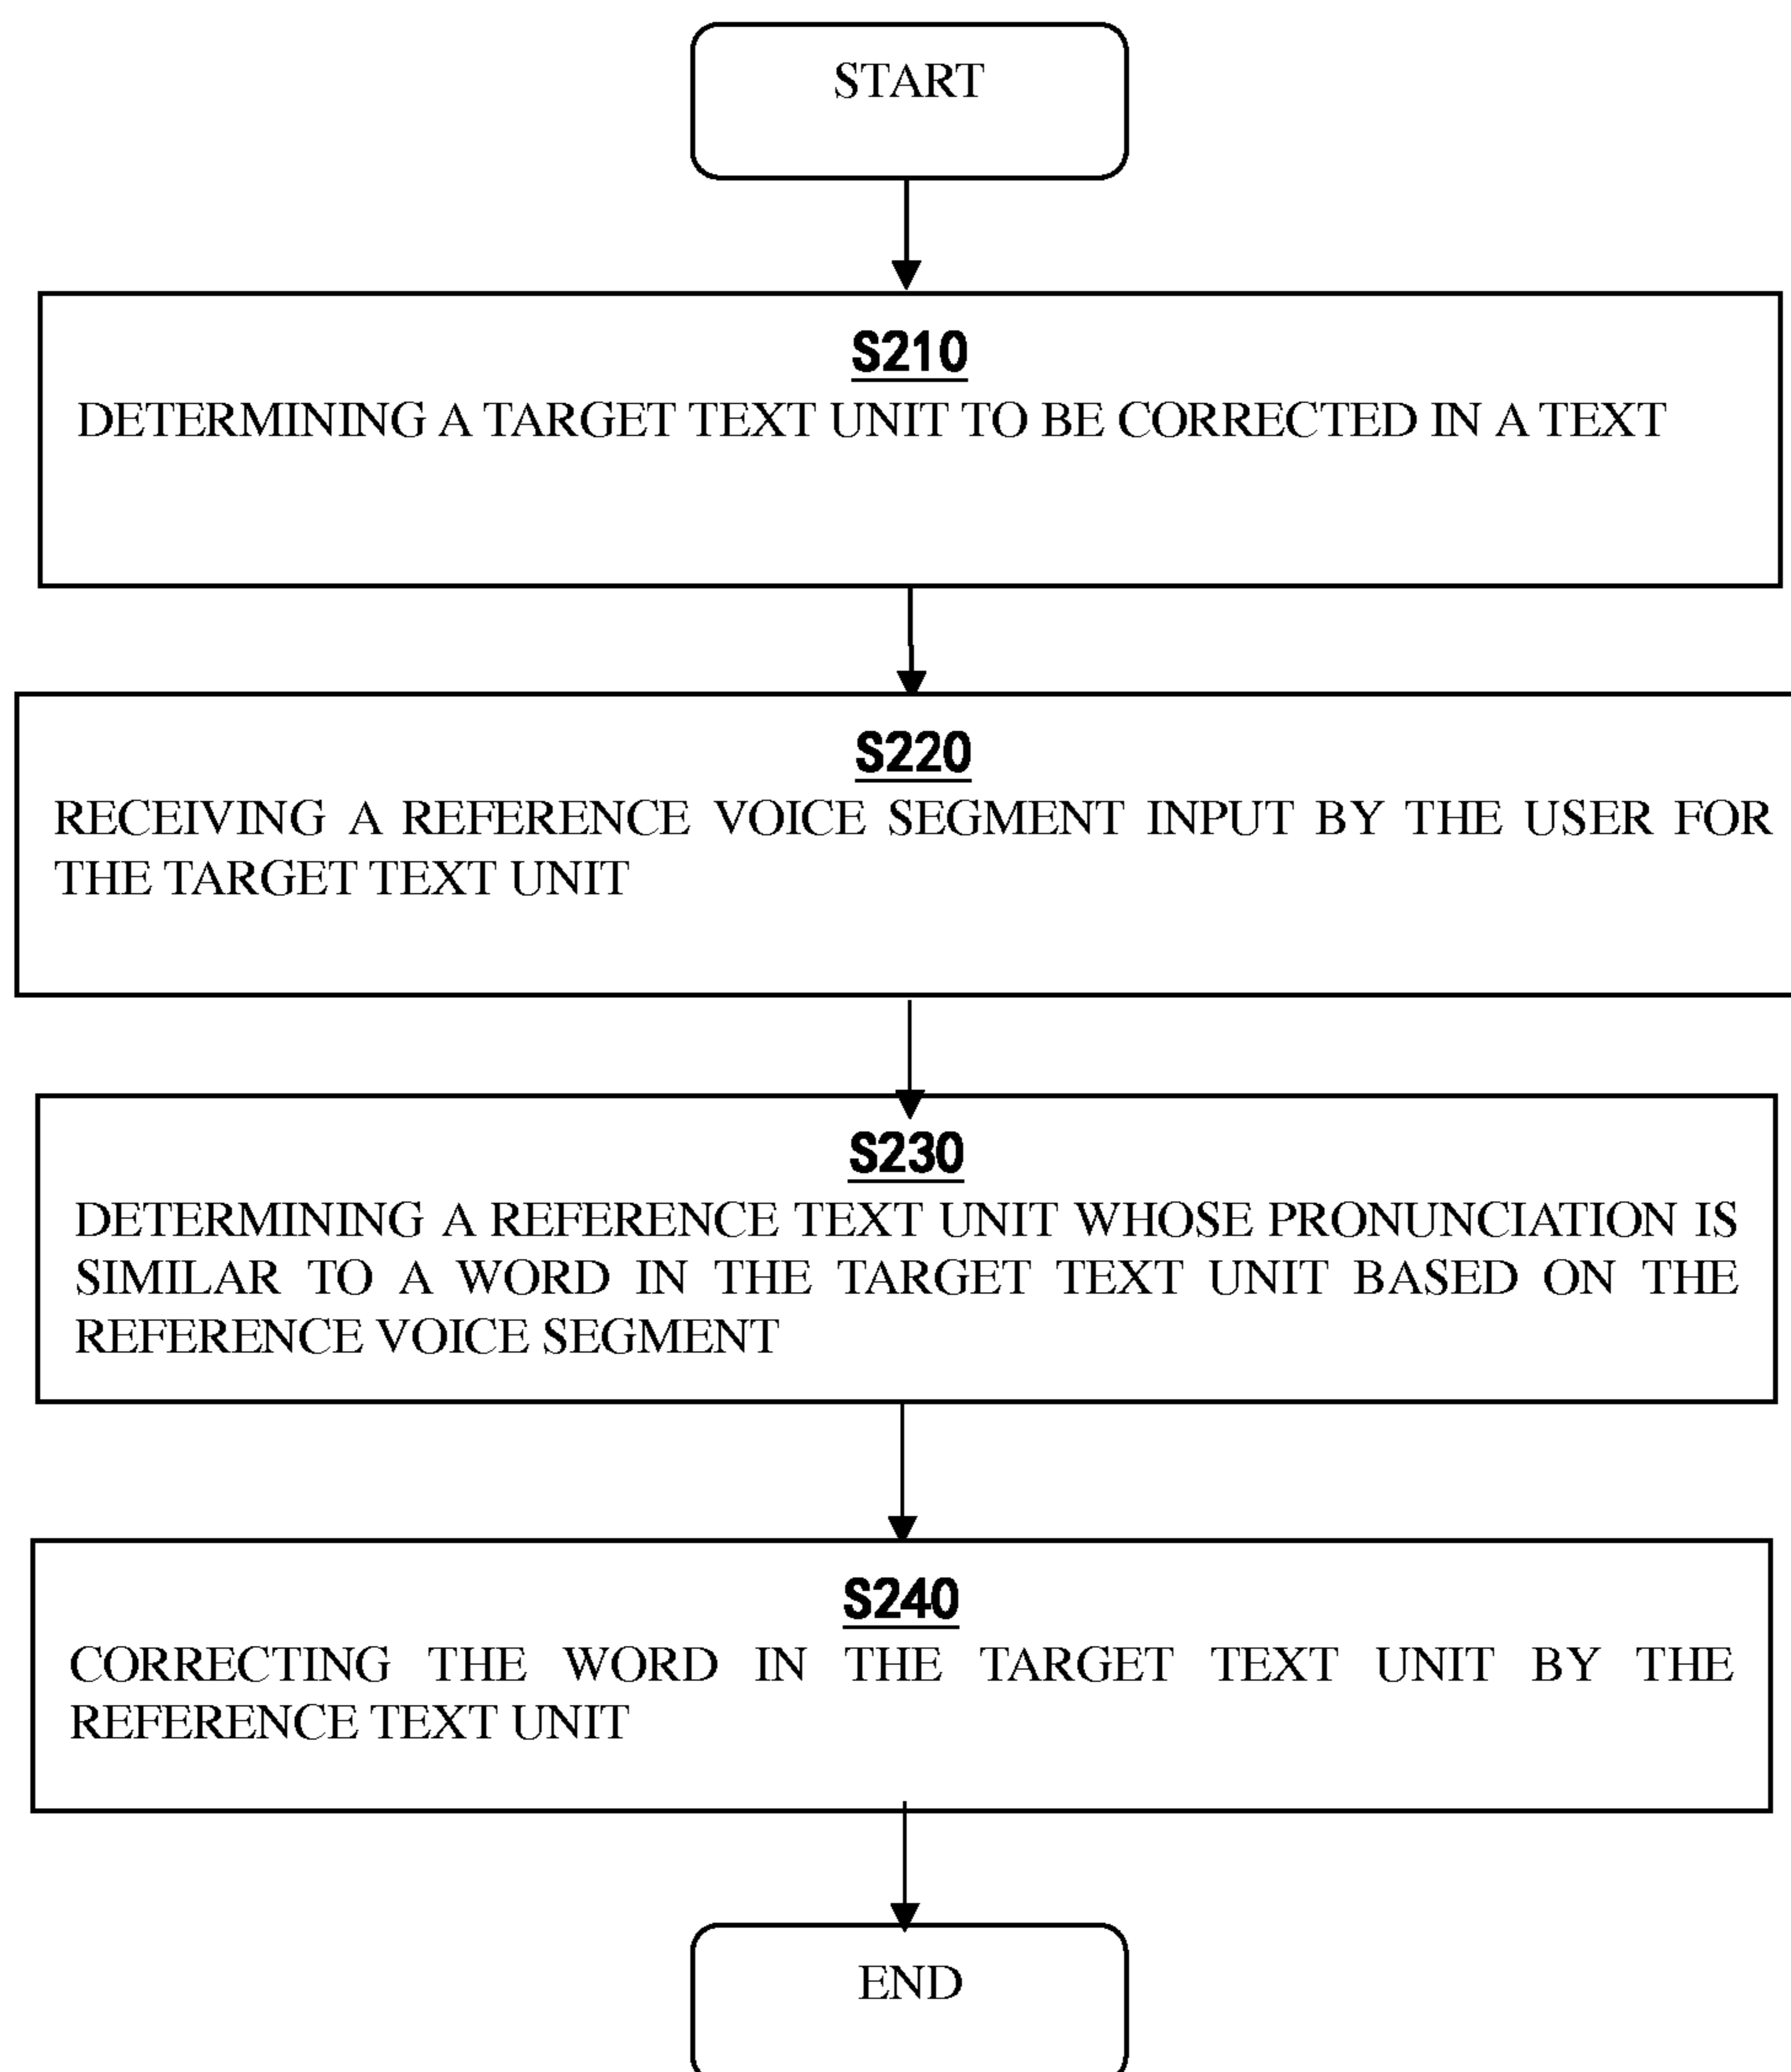 START
S210
DETERMINING A TARGET TEXT UNIT TO BE CORRECTED IN A TEXT
S220
RECEIVING A REFERENCE VOICE SEGMENT INPUT BY THE USER FOR
THE TARGET TEXT UNIT
S230
DETERMINING A REFERENCE TEXT UNIT WHOSE PRONUNCIATION IS
SIMILAR TO A WORD IN THE TARGET TEXT UNIT BASED ON THE
REFERENCE VOICE SEGMENT
S240
CORRECTING THE WORD IN THE TARGET TEXT UNIT BY THE
REFERENCE TEXT UNIT
END